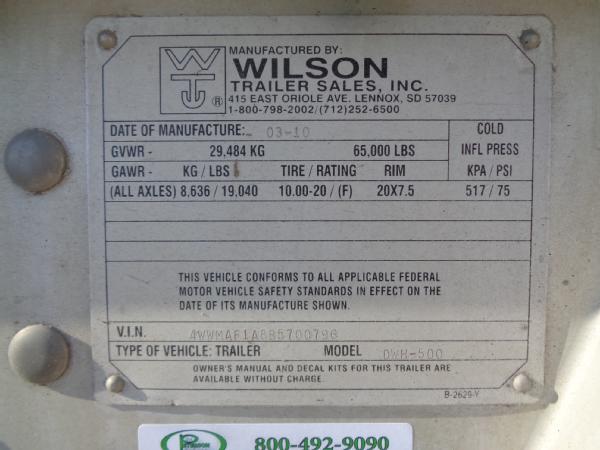 MANUFACTURED BY:
WILSON
TRAILER SALES, INC.
415 EAST ORIOLE AVE. LENNOX, SD 57039
1-800-798-2002/(712)252-6500
WT
®
DATE OF MANUFACTURE: 03-10
COLD
GVWR - 29,484 KG 65,000 LBS INFL PRESS
GAWR - KG / LBS TIRE / RATING RIM KPA / PSI
(ALL AXLES) 8,636 / 19,040 10.00-20 / (F) 20X7.5 517 / 75
THIS VEHICLE CONFORMS TO ALL APPLICABLE FEDERAL
MOTOR VEHICLE SAFETY STANDARDS IN EFFECT ON THE
DATE OF ITS MANUFACTURE SHOWN.
V.I.N.
TYPE OF VEHICLE: TRAILER MODEL DWH-500
OWNER'S MANUAL AND DECAL KITS FOR THIS TRAILER ARE
AVAILABLE WITHOUT CHARGE.
B-2629-Y
800-492-9090